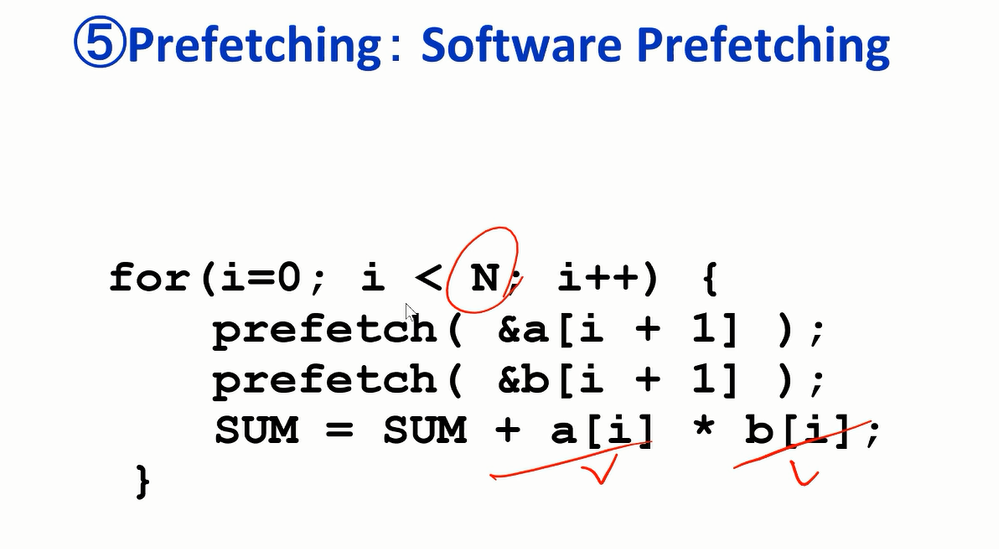 ⑤Prefetching: Software Prefetching
for(i=0; i < N; i++) {
prefetch( &a[i + 1] );
prefetch( &b[i + 1] );
SUM = SUM + a[i] * b[i];
}